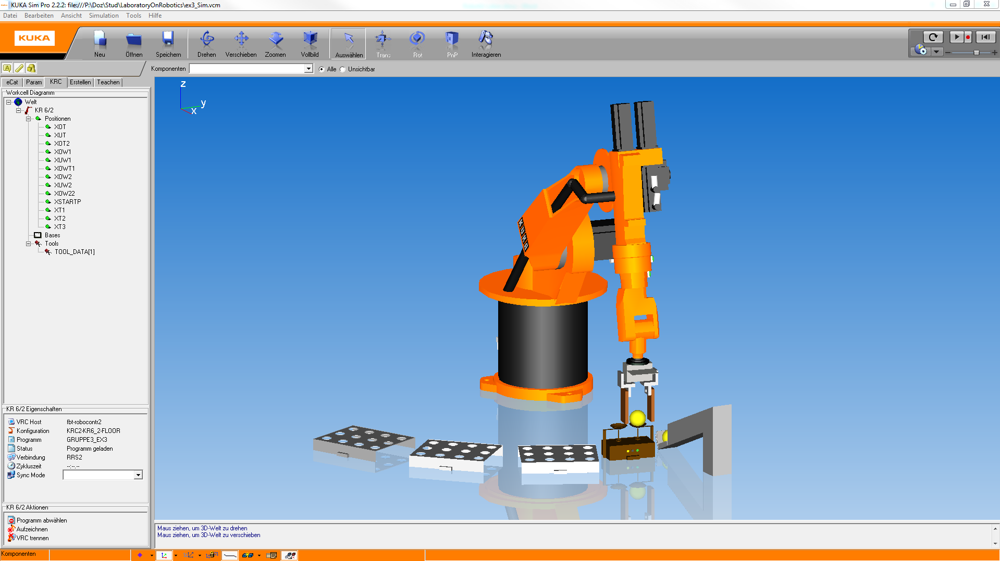 KUKA Sim Pro 2.2.2: file:///P:\Doz\Stud\LaboratoryOnRobotics\ex3_Sim.vcm
Datei Bearbeiten Ansicht Simulation Tools Hilfe
KUKA
Neu Öffnen Speichern Drehen Verschieben Zoomen Vollbild Auswählen Trans Rot PnP Interagieren
Komponenten Alle Unsichtbar
eCat Param KRC Erstellen Teachen
Workcell Diagramm
Welt
KR 6/2
Positionen
XOT
XUT
XOT2
XOW1
XUW1
XOWT1
XOW2
XUW2
XOW22
XSTARTP
XT1
XT2
XT3
Bases
Tools
TOOL_DATA[1]
z
y
x
KUKA
KR 6/2 Eigenschaften
VRC Host fbt-robocontr2
Konfiguration KRC2-KR6_2-FLOOR
Programm GRUPPE3_EX3
Status Programm geladen
Verbindung RRS2
Zykluszeit --:--.--
Sync Mode
KR 6/2 Aktionen
Programm abwählen
Aufzeichnen
VRC trennen
Maus ziehen, um 3D-Welt zu drehen
Maus ziehen, um 3D-Welt zu verschieben
Komponenten